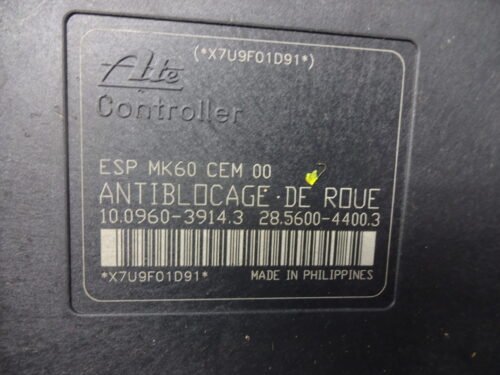 (*X7U9F01D91*)
Ate
Controller
ESP MK60 CEM 00
ANTIBLOCAGE·DE ROUE
10.0960-3914.3 28.5600-4400.3
*X7U9F01D91*
MADE IN PHILIPPINES